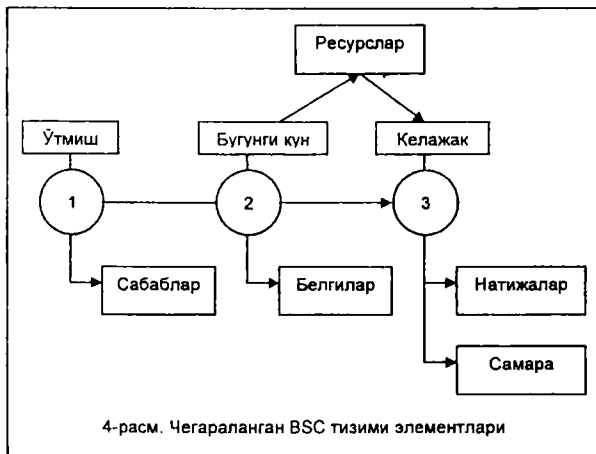 Ресурслар
Ўтмиш
Бугунги кун
Келажак
1
2
3
Сабаблар
Белгилар
Натижалар
Самара
4-расм. Чегараланган BSC тизими элементлари